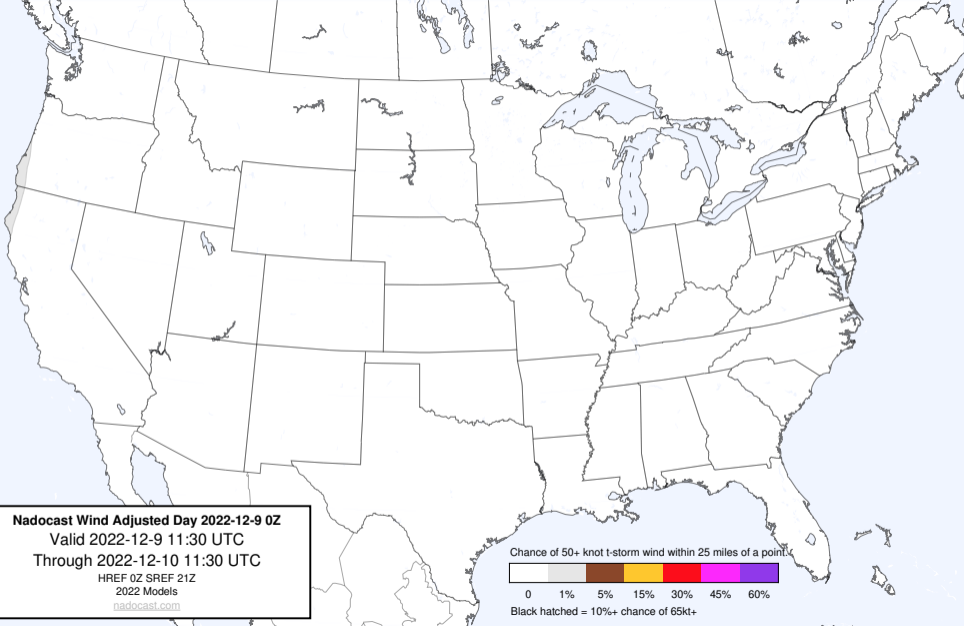 Nadocast Wind Adjusted Day 2022-12-9 0Z
Valid 2022-12-9 11:30 UTC
Through 2022-12-10 11:30 UTC
HREF 0Z SREF 21Z
2022 Models
nadocast.com
Chance of 50+ knot t-storm wind within 25 miles of a point.
0 1% 5% 15% 30% 45% 60%
Black hatched = 10%+ chance of 65kt+